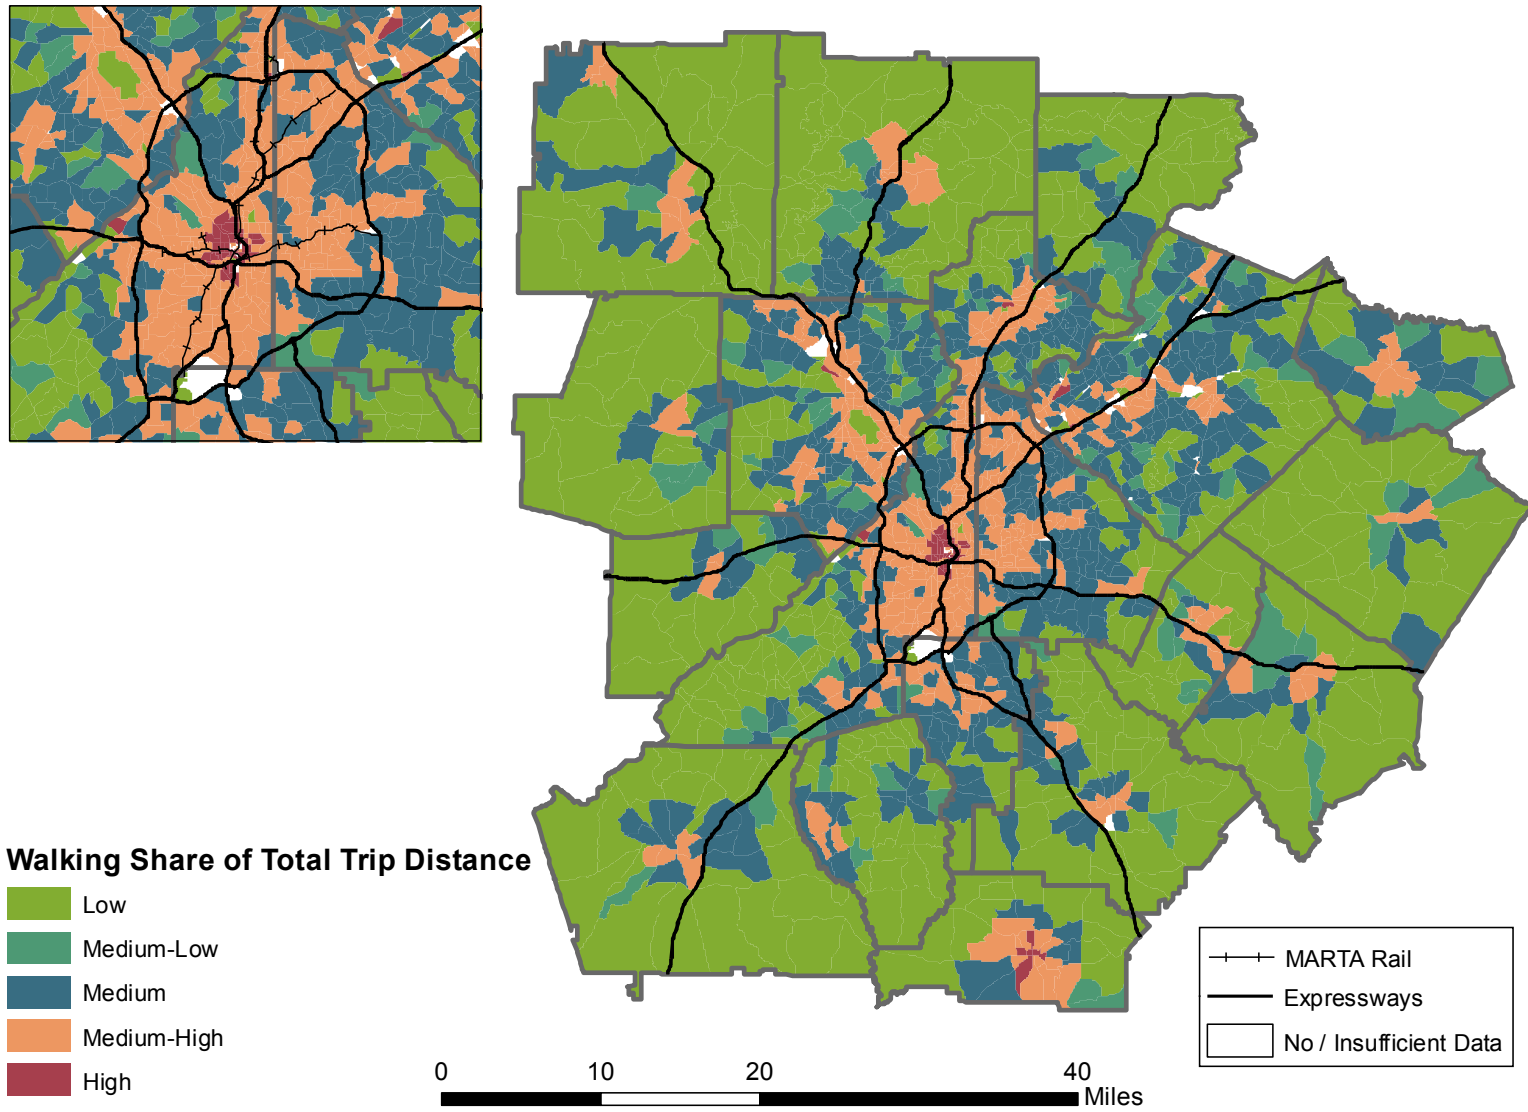 Walking Share of Total Trip Distance
Low
Medium-Low
Medium
Medium-High
High
MARTA Rail
Expressways
No / Insufficient Data
0 10 20 40
Miles